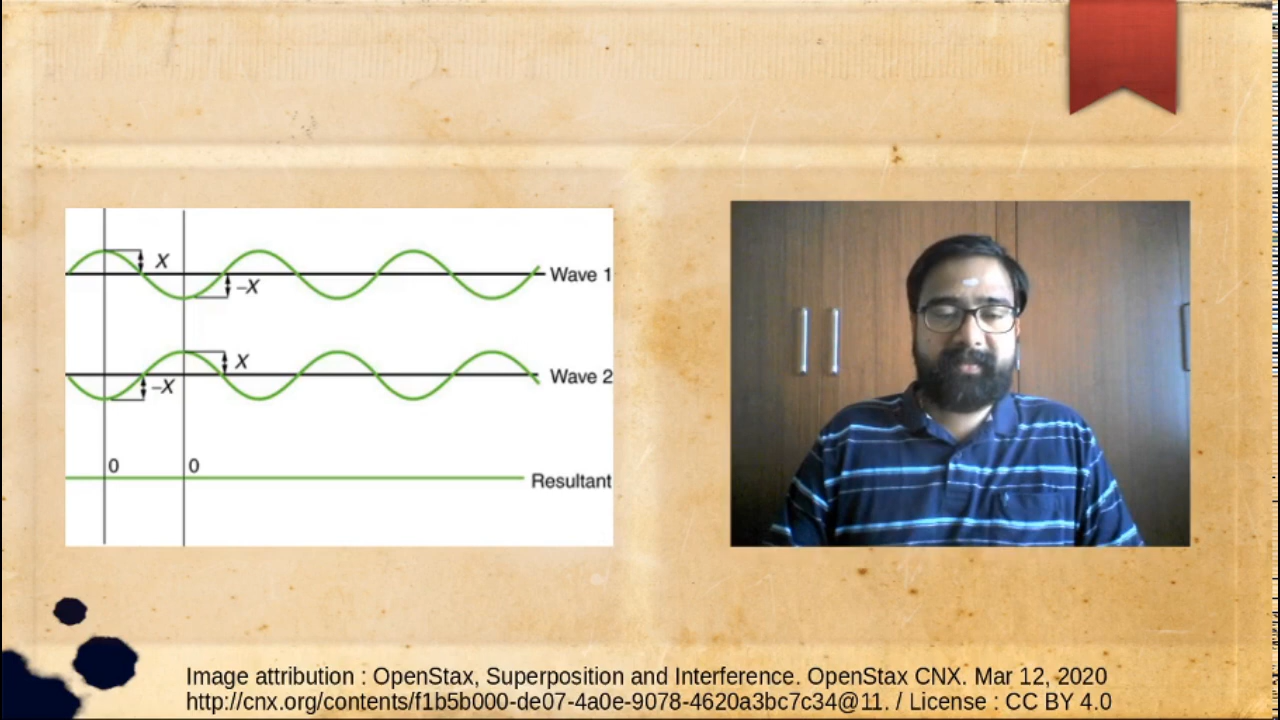 X
Wave 1
–X
X
Wave 2
–X
0 0
Resultant
Image attribution : OpenStax, Superposition and Interference. OpenStax CNX. Mar 12, 2020
http://cnx.org/contents/f1b5b000-de07-4a0e-9078-4620a3bc7c34@11. / License : CC BY 4.0